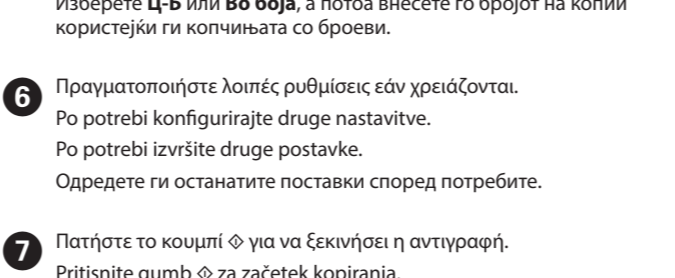 Изберете Ц-Б или Во боја, а потоа внесете го бројот на копии
користејќи ги копчињата со броеви.
6 Πραγματοποιήστε λοιπές ρυθμίσεις εάν χρειάζονται.
Po potrebi konfigurirajte druge nastavitve.
Po potrebi izvršite druge postavke.
Одредете ги останатите поставки според потребите.
7 Πατήστε το κουμπί ⟐ για να ξεκινήσει η αντιγραφή.
Pritisnite gumb ⟐ za začetek kopiranja.